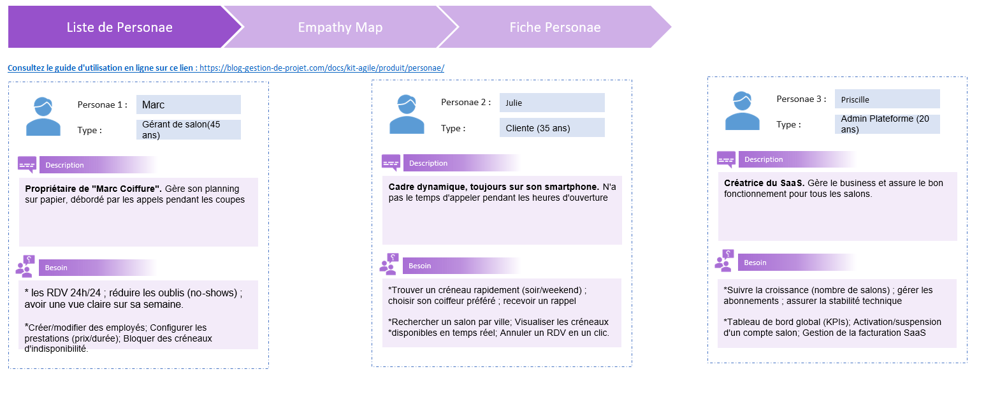 Liste de Personae
Empathy Map
Fiche Personae
Consultez le guide d'utilisation en ligne sur ce lien : https://blog-gestion-de-projet.com/docs/kit-agile/produit/personae/
Personae 1 :
Marc
Type :
Gérant de salon(45
ans)
Description
Propriétaire de "Marc Coiffure". Gère son planning
sur papier, débordé par les appels pendant les coupes
Besoin
* les RDV 24h/24 ; réduire les oublis (no-shows) ;
avoir une vue claire sur sa semaine.
*Créer/modifier des employés; Configurer les
prestations (prix/durée); Bloquer des créneaux
d'indisponibilité.
Personae 2 :
Julie
Type :
Cliente (35 ans)
Description
Cadre dynamique, toujours sur son smartphone. N'a
pas le temps d'appeler pendant les heures d'ouverture
Besoin
*Trouver un créneau rapidement (soir/weekend) ;
choisir son coiffeur préféré ; recevoir un rappel
*Rechercher un salon par ville; Visualiser les créneaux
*disponibles en temps réel; Annuler un RDV en un clic.
Personae 3 :
Priscille
Type :
Admin Plateforme (20
ans)
Description
Créatrice du SaaS. Gère le business et assure le bon
fonctionnement pour tous les salons.
Besoin
*Suivre la croissance (nombre de salons) ; gérer les
abonnements ; assurer la stabilité technique
*Tableau de bord global (KPIs); Activation/suspension
d'un compte salon; Gestion de la facturation SaaS